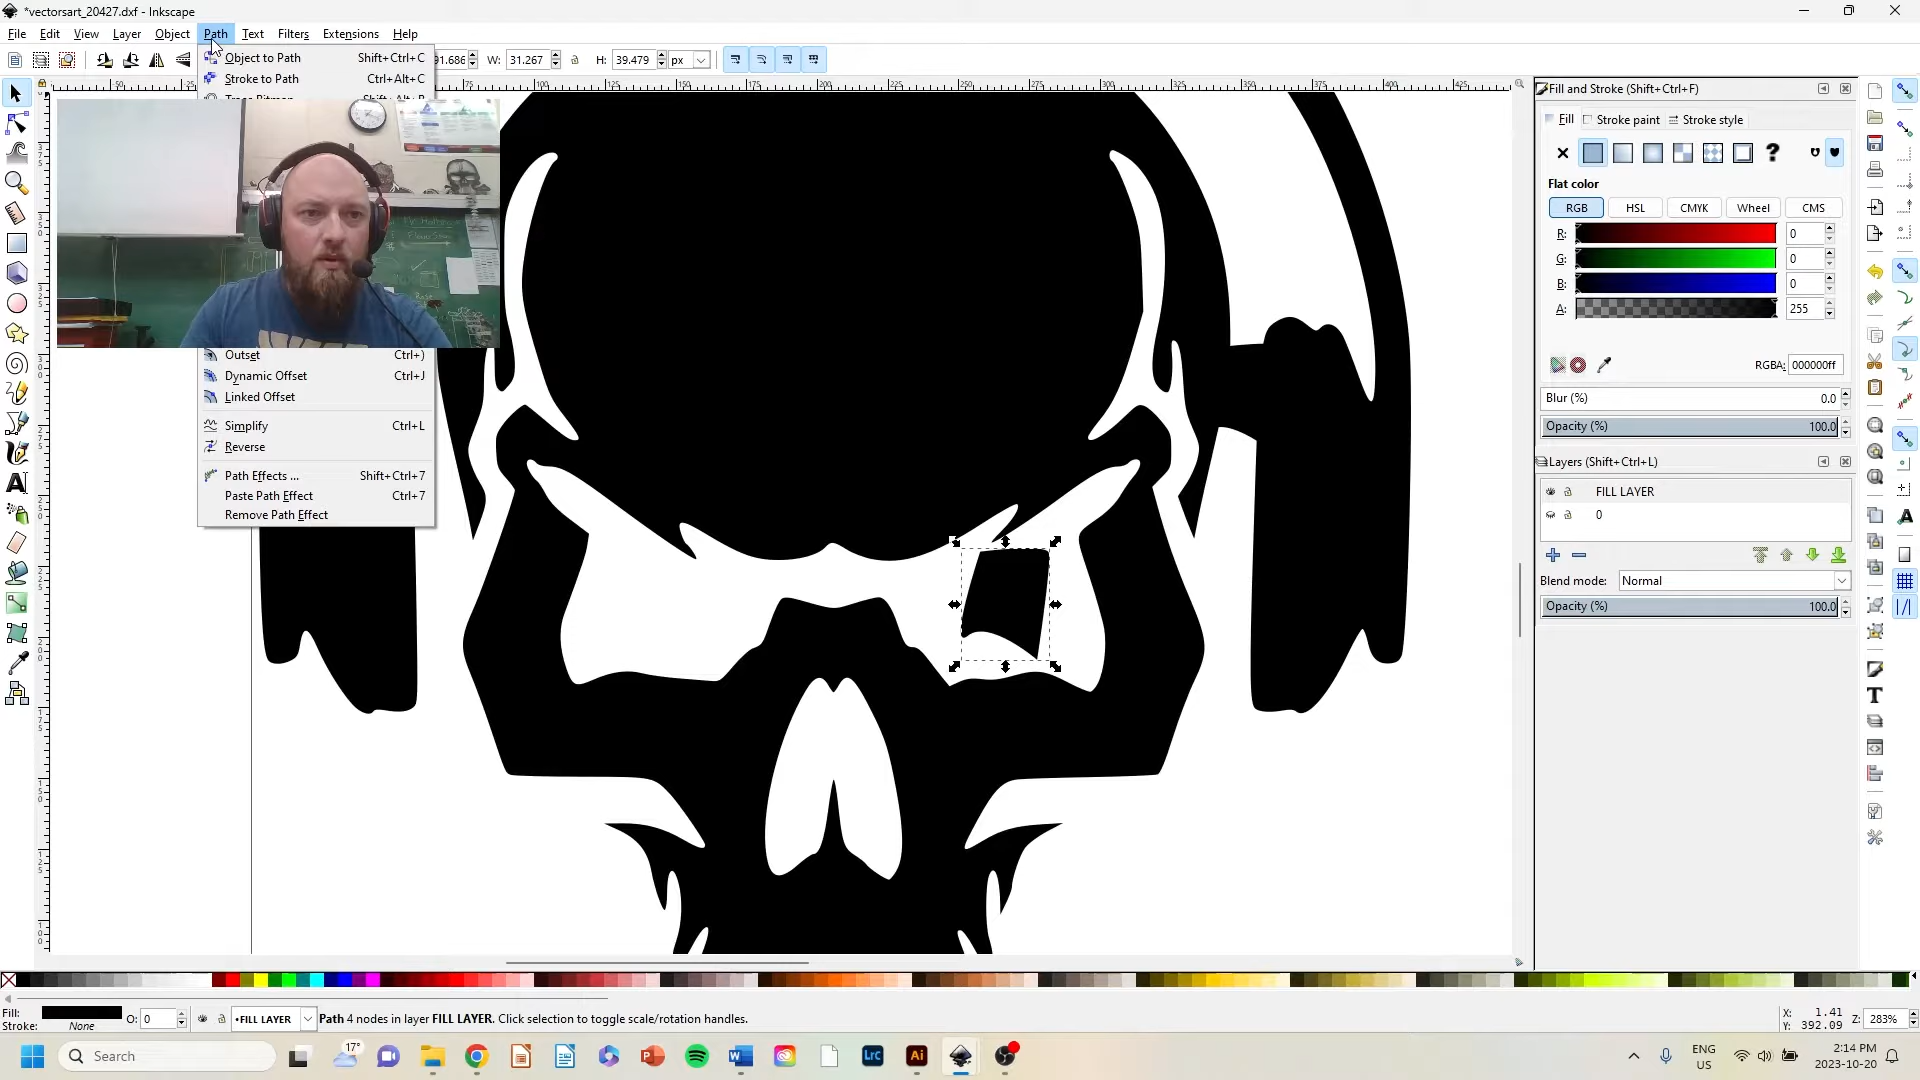 *vectorsart_20427.dxf - Inkscape
File Edit View Layer Object Path Text Filters Extensions Help
Object to Path Shift+Ctrl+C
Stroke to Path Ctrl+Alt+C
91.686 W: 31.267 H: 39.479 px
Outset Ctrl+)
Dynamic Offset Ctrl+J
Linked Offset
Simplify Ctrl+L
Reverse
Path Effects ... Shift+Ctrl+7
Paste Path Effect Ctrl+7
Remove Path Effect
Fill and Stroke (Shift+Ctrl+F)
Fill Stroke paint Stroke style
Flat color
RGB HSL CMYK Wheel CMS
R: 0
G: 0
B: 0
A: 255
RGBA: 000000ff
Blur (%) 0.0
Opacity (%) 100.0
Layers (Shift+Ctrl+L)
FILL LAYER
0
Blend mode: Normal
Opacity (%) 100.0
Fill:
Stroke: None
O: 0
•FILL LAYER
Path 4 nodes in layer FILL LAYER. Click selection to toggle scale/rotation handles.
X: 1.41
Y: 392.09
Z: 283%
Search
17°
Lrc
Ai
ENG
US
2:14 PM
2023-10-20